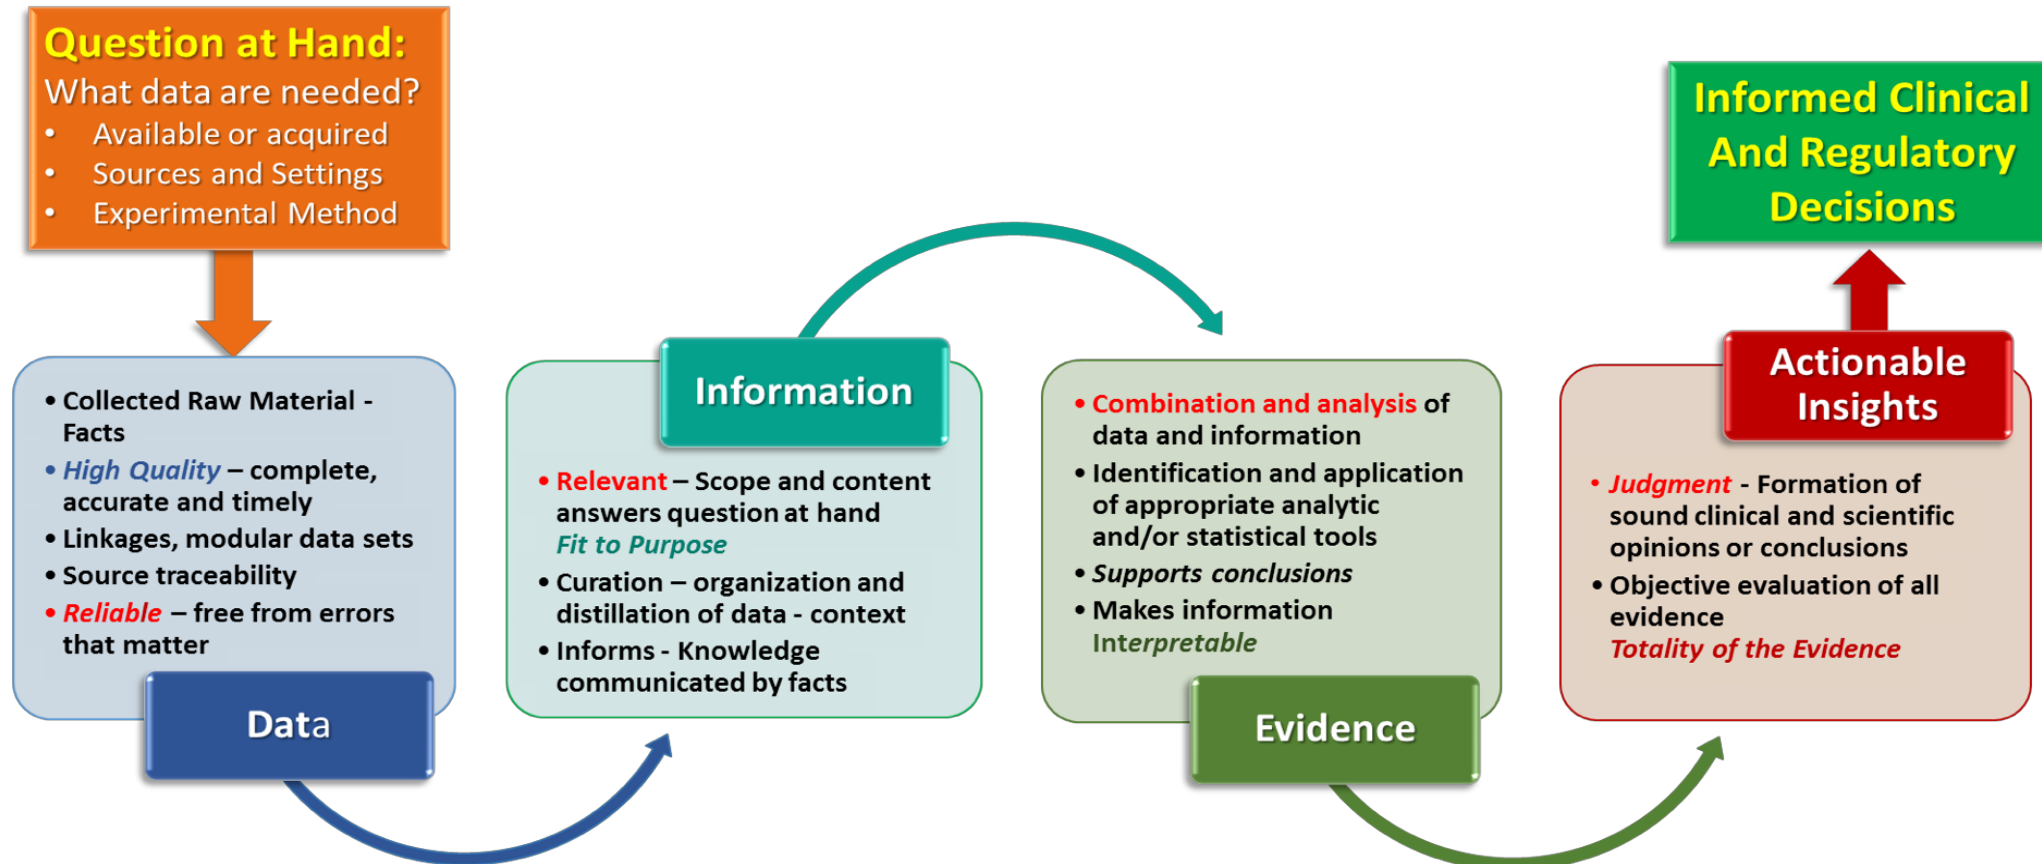 Question at Hand:
What data are needed?
• Available or acquired
• Sources and Settings
• Experimental Method
• Collected Raw Material -
Facts
• High Quality – complete,
accurate and timely
• Linkages, modular data sets
• Source traceability
• Reliable – free from errors
that matter
Data
Information
• Relevant – Scope and content
answers question at hand
Fit to Purpose
• Curation – organization and
distillation of data - context
• Informs - Knowledge
communicated by facts
• Combination and analysis of
data and information
• Identification and application
of appropriate analytic
and/or statistical tools
• Supports conclusions
• Makes information
Interpretable
Evidence
Informed Clinical
And Regulatory
Decisions
Actionable
Insights
• Judgment - Formation of
sound clinical and scientific
opinions or conclusions
• Objective evaluation of all
evidence
Totality of the Evidence